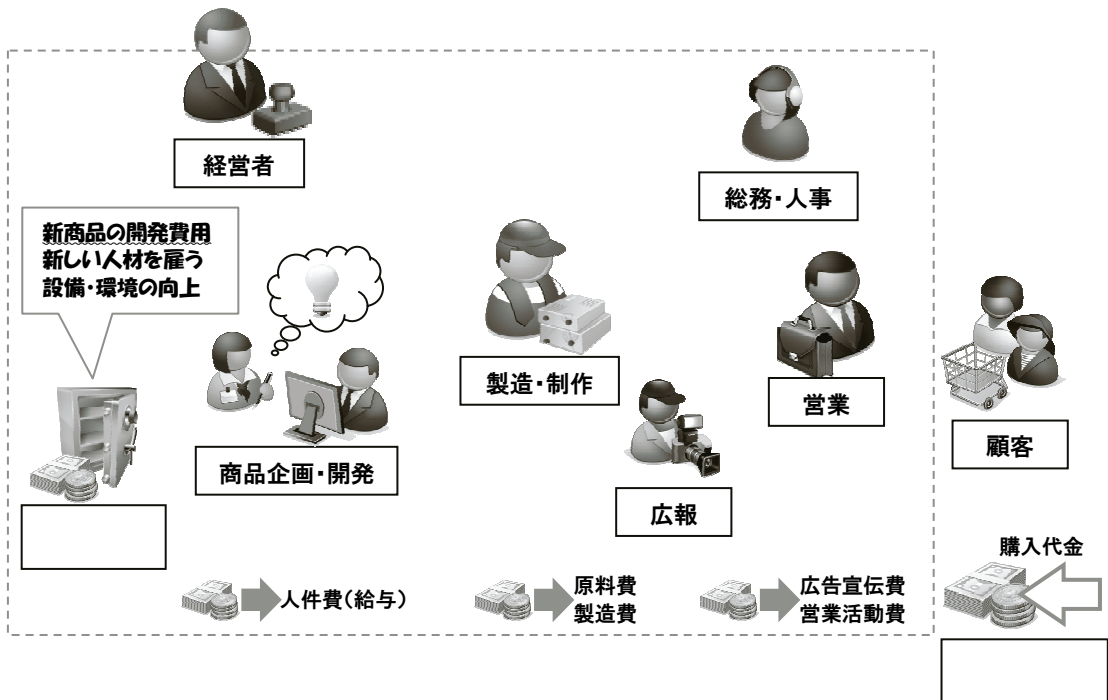 経営者
総務・人事
新商品の開発費用
新しい人材を雇う
設備・環境の向上
製造・制作
営業
顧客
商品企画・開発
広報
購入代金
人件費（給与）
原料費
製造費
広告宣伝費
営業活動費